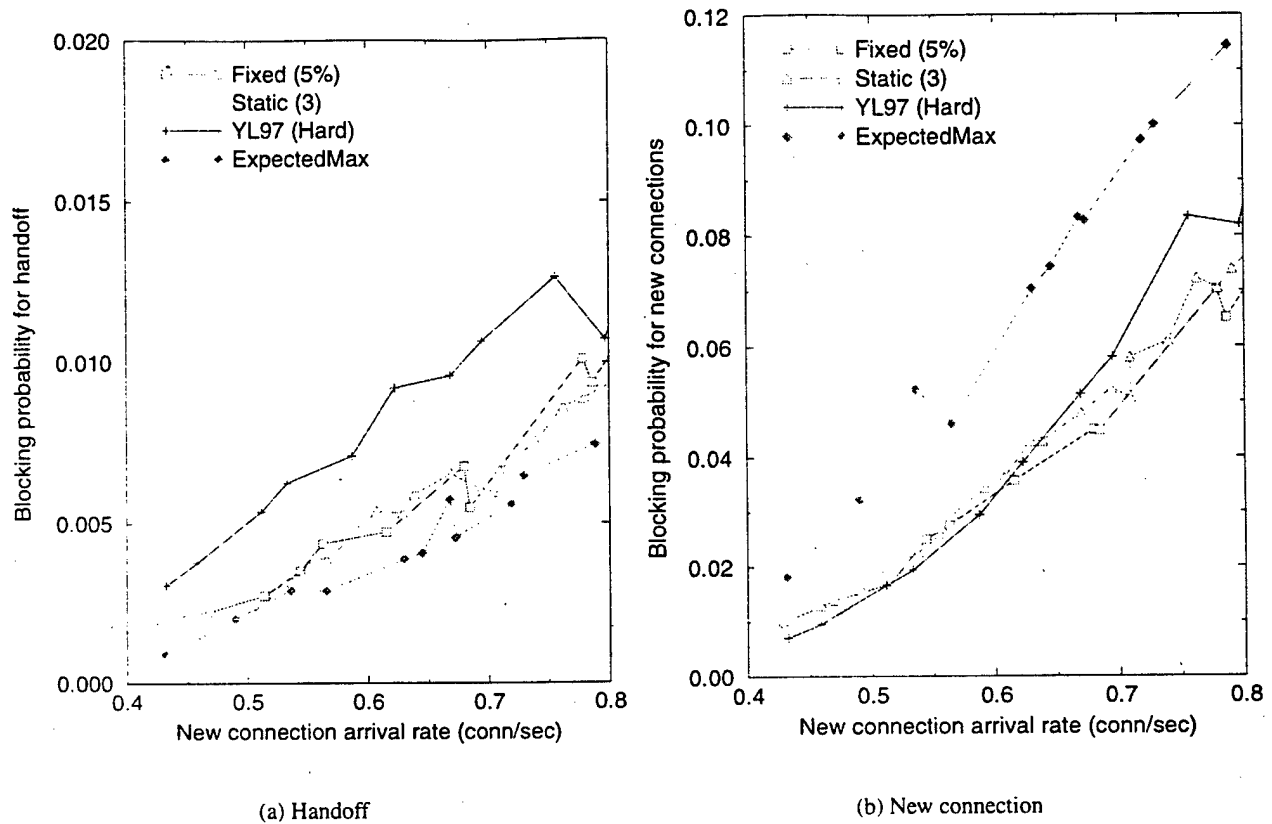 0.020
0.015
0.010
0.005
0.000
Blocking probability for handoff
Fixed (5%)
Static (3)
YL97 (Hard)
ExpectedMax
0.4
0.5
0.6
0.7
0.8
New connection arrival rate (conn/sec)
(a) Handoff
0.12
0.10
0.08
0.06
0.04
0.02
0.00
Blocking probability for new connections
Fixed (5%)
Static (3)
YL97 (Hard)
ExpectedMax
0.4
0.5
0.6
0.7
0.8
New connection arrival rate (conn/sec)
(b) New connection